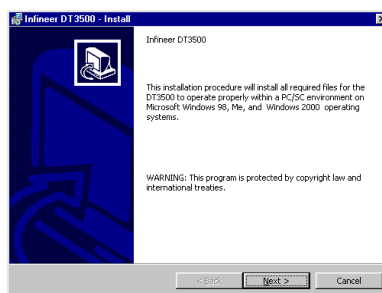 Infineer DT3500 - Install
Infineer DT3500
This installation procedure will install all required files for the
DT3500 to operate properly within a PC/SC environment on
Microsoft Windows 98, Me, and Windows 2000 operating
systems.
WARNING: This program is protected by copyright law and
international treaties.
< Back
Next >
Cancel